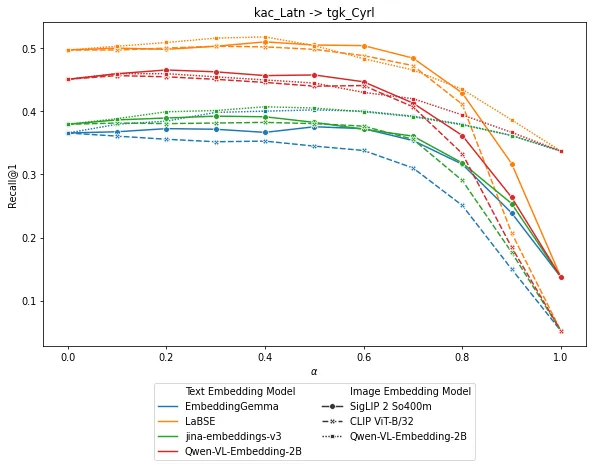 kac_Latn -> tgk_Cyrl
0.5
0.4
0.3
0.2
0.1
Recall@1
0.0 0.2 0.4 0.6 0.8 1.0
α
Text Embedding Model Image Embedding Model
EmbeddingGemma SigLIP 2 So400m
LaBSE CLIP ViT-B/32
jina-embeddings-v3 Qwen-VL-Embedding-2B
Qwen-VL-Embedding-2B